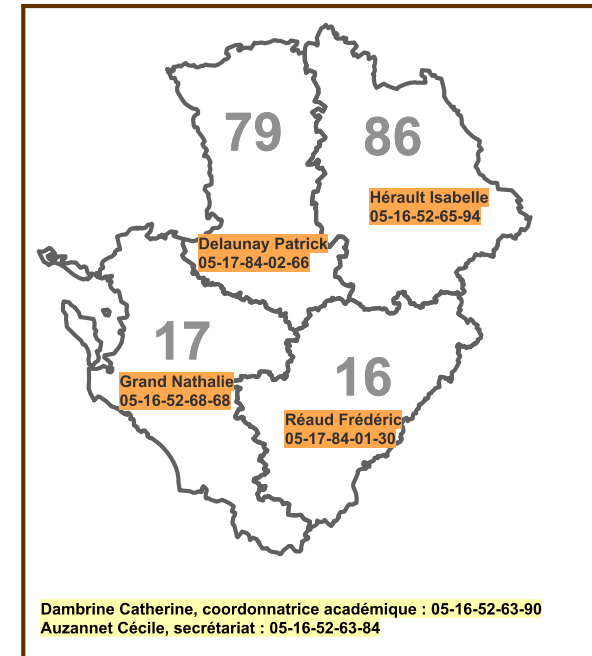 79
86
Hérault Isabelle
05-16-52-65-94
Delaunay Patrick
05-17-84-02-66
17
Grand Nathalie
05-16-52-68-68
16
Réaud Frédéric
05-17-84-01-30
Dambrine Catherine, coordonnatrice académique : 05-16-52-63-90
Auzannet Cécile, secrétariat : 05-16-52-63-84